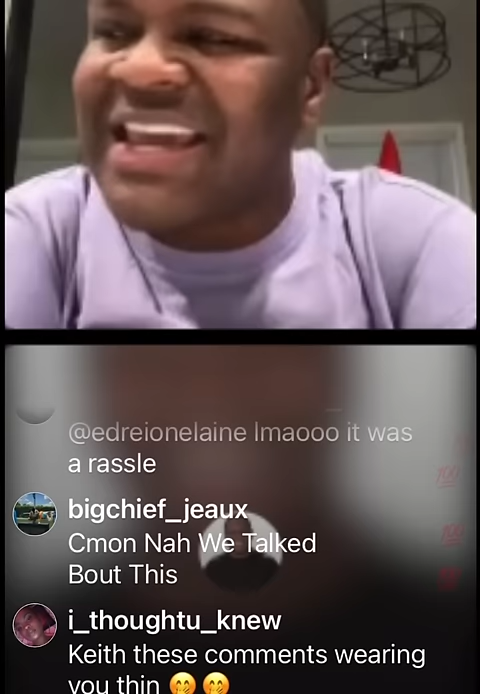 @edreionelaine lmaooo it was
a rassle
bigchief_jeaux
Cmon Nah We Talked
Bout This
i_thoughtu_knew
Keith these comments wearing
you thin 🤭🤭